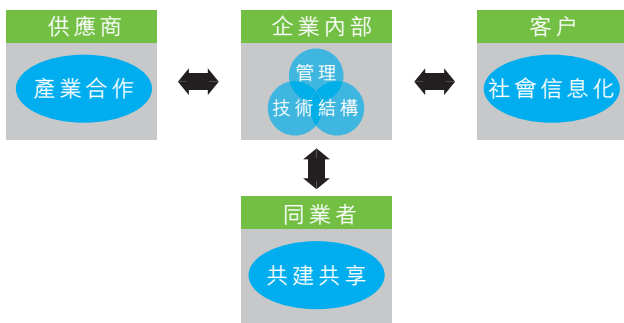 供應商
產業合作
企業內部
管理
技術 結構
客户
社會信息化
同業者
共建共享